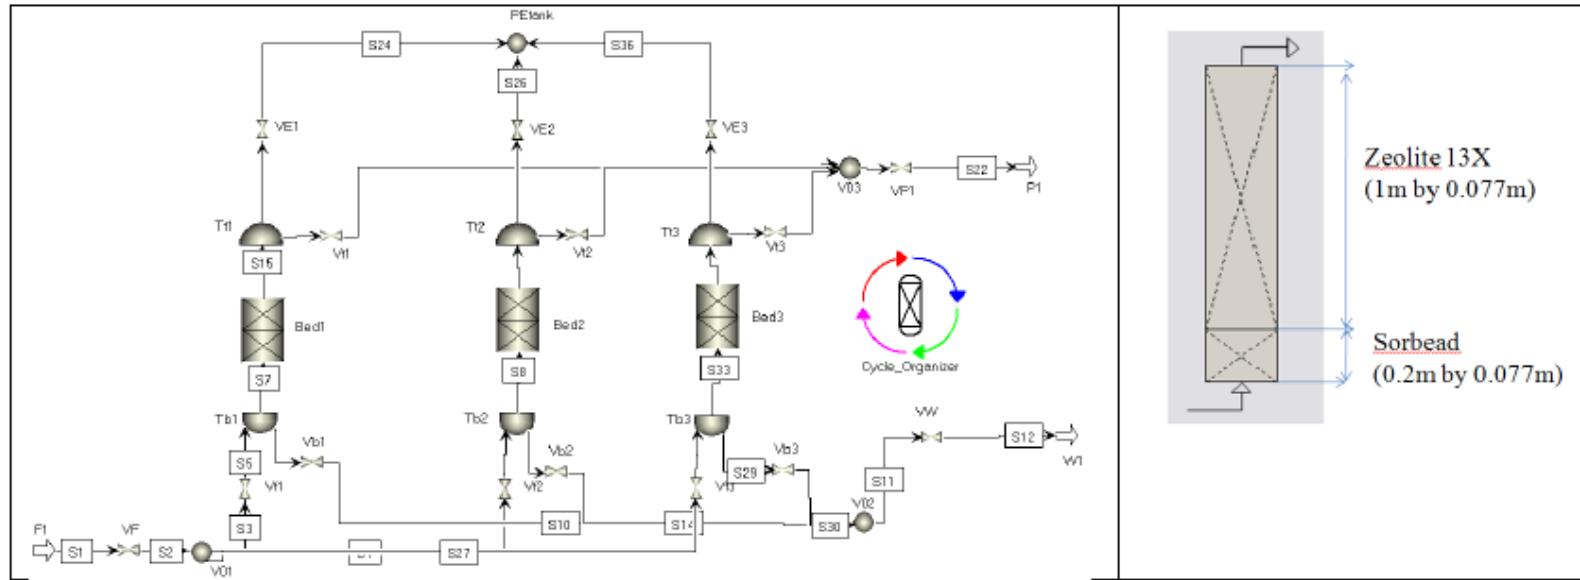 PEtank
S24
S36
S26
VE1
VE2
VE3
V03
VP1
S22
P1
Tt1
Vt1
Tt2
Vt2
Tt3
Vt3
S15
Bed1
Bed2
Bed3
Cycle_Organizer
S7
S8
S33
Tb1
Vb1
Tb2
Vb2
Tb3
Vb3
VW
S12
W1
S5
Vf1
Vf2
S29
S11
S3
S10
S14
S30
V02
F1
VF
S1
S2
V01
S27
Zeolite 13X
(1m by 0.077m)
Sorbead
(0.2m by 0.077m)